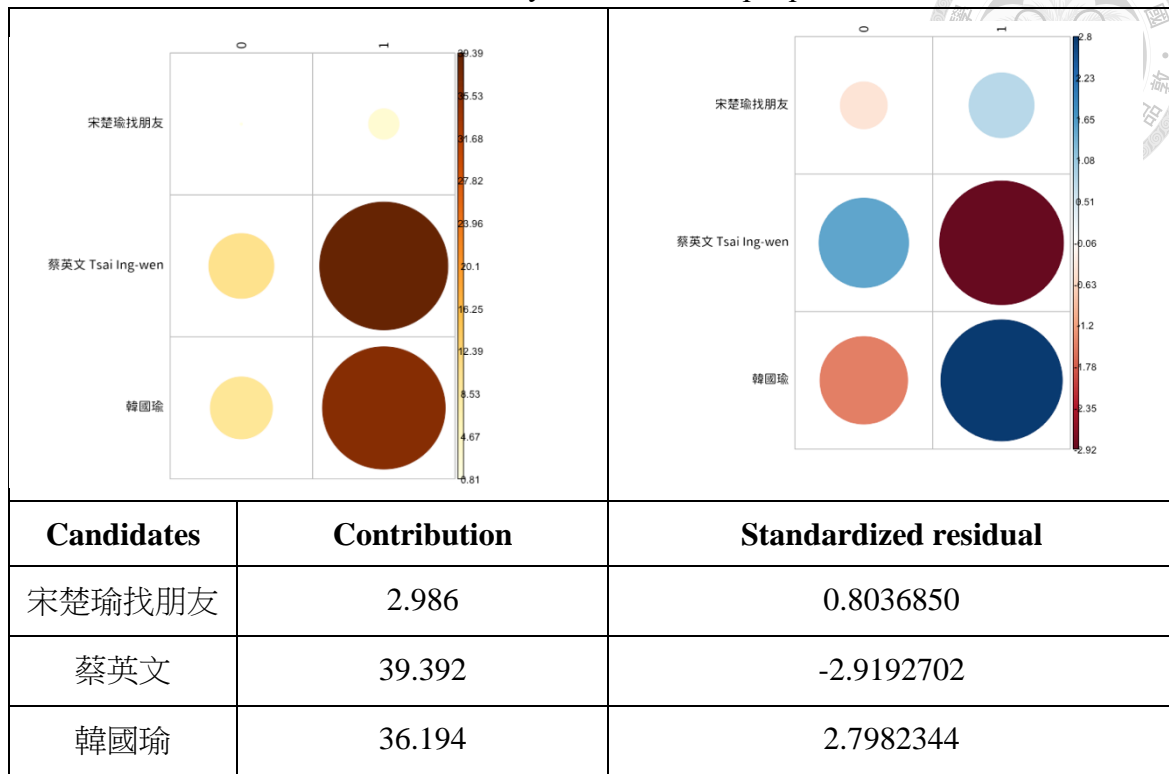 0 1
39.39
35.53
31.68
27.82
23.96
20.1
16.25
12.39
8.53
4.67
0.81
宋楚瑜找朋友
蔡英文 Tsai Ing-wen
韓國瑜
0 1
2.8
2.23
1.65
1.08
0.51
-0.06
-0.63
-1.2
-1.78
-2.35
-2.92
宋楚瑜找朋友
蔡英文 Tsai Ing-wen
韓國瑜
Candidates Contribution Standardized residual
宋楚瑜找朋友 2.986 0.8036850
蔡英文 39.392 -2.9192702
韓國瑜 36.194 2.7982344